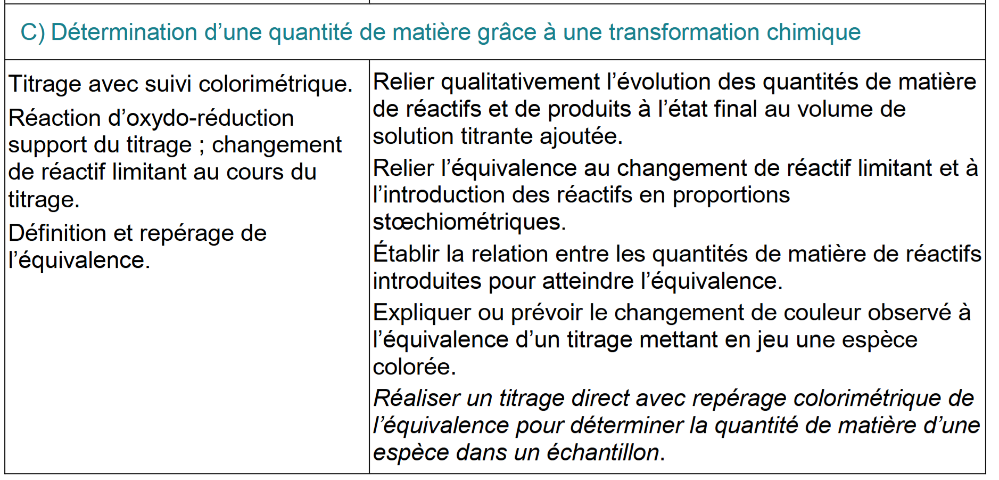 C) Détermination d’une quantité de matière grâce à une transformation chimique
Titrage avec suivi colorimétrique.
Réaction d’oxydo-réduction
support du titrage ; changement
de réactif limitant au cours du
titrage.
Définition et repérage de
l’équivalence.
Relier qualitativement l’évolution des quantités de matière
de réactifs et de produits à l’état final au volume de
solution titrante ajoutée.
Relier l’équivalence au changement de réactif limitant et à
l’introduction des réactifs en proportions
stœchiométriques.
Établir la relation entre les quantités de matière de réactifs
introduites pour atteindre l’équivalence.
Expliquer ou prévoir le changement de couleur observé à
l’équivalence d’un titrage mettant en jeu une espèce
colorée.
Réaliser un titrage direct avec repérage colorimétrique de
l’équivalence pour déterminer la quantité de matière d’une
espèce dans un échantillon.